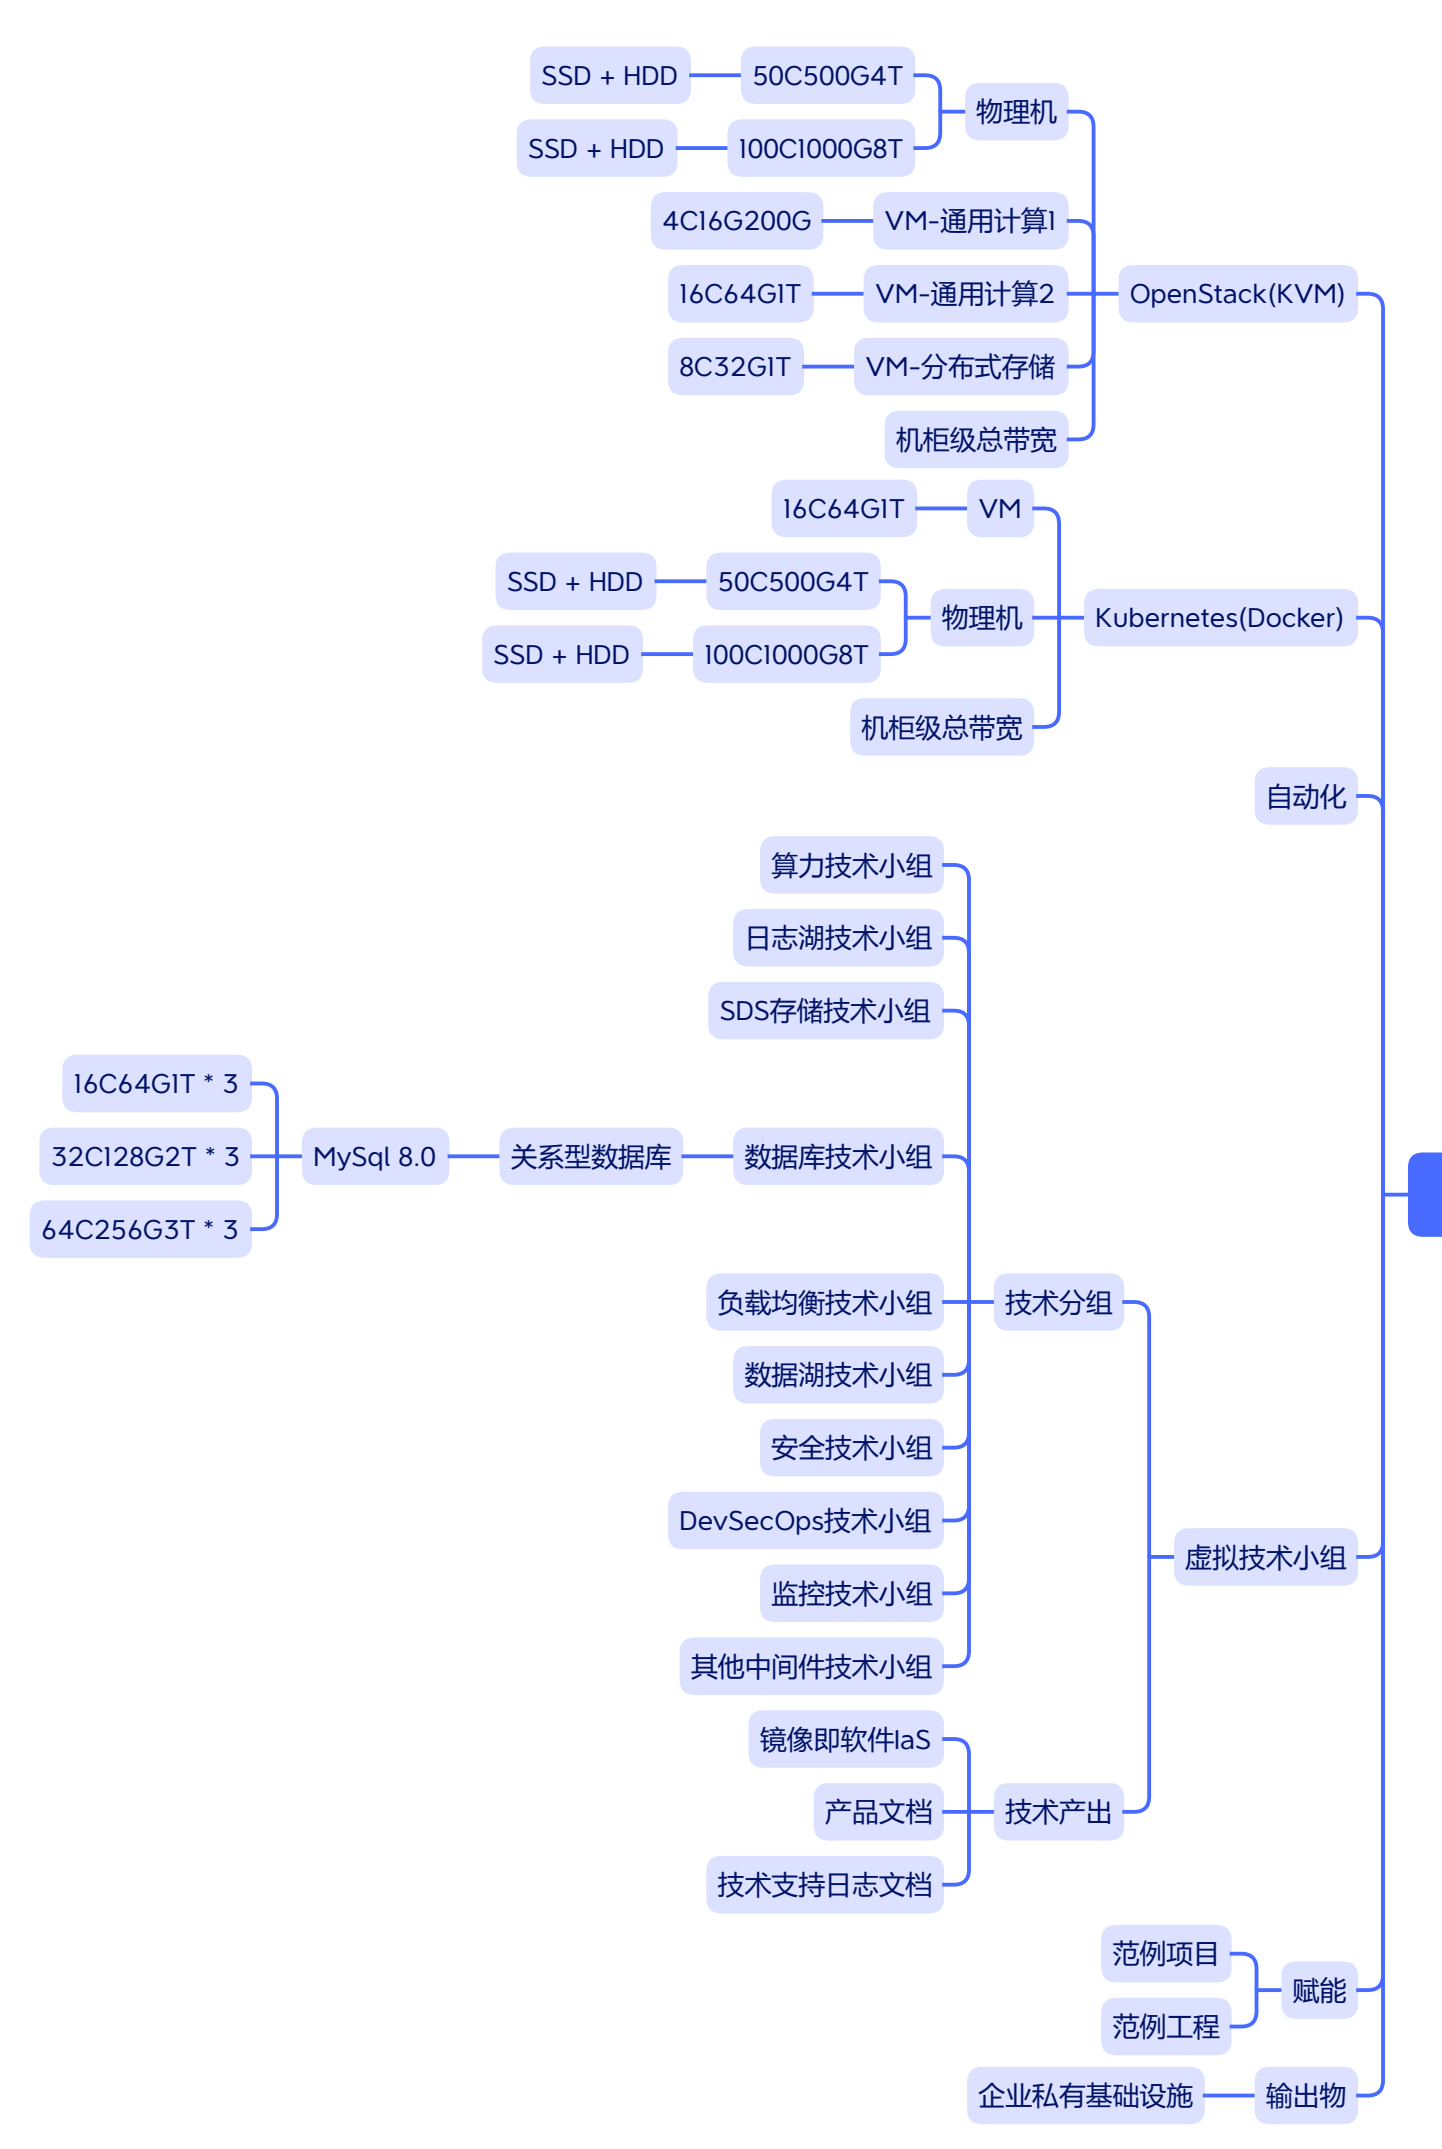 SSD + HDD
50C500G4T
物理机
SSD + HDD
100C1000G8T
4C16G200G
VM-通用计算1
16C64G1T
VM-通用计算2
OpenStack(KVM)
8C32G1T
VM-分布式存储
机柜级总带宽
16C64G1T
VM
SSD + HDD
50C500G4T
物理机
Kubernetes(Docker)
SSD + HDD
100C1000G8T
机柜级总带宽
自动化
算力技术小组
日志湖技术小组
SDS存储技术小组
16C64G1T * 3
32C128G2T * 3
MySql 8.0
关系型数据库
数据库技术小组
64C256G3T * 3
负载均衡技术小组
技术分组
数据湖技术小组
安全技术小组
DevSecOps技术小组
虚拟技术小组
监控技术小组
其他中间件技术小组
镜像即软件IaS
产品文档
技术产出
技术支持日志文档
范例项目
赋能
范例工程
企业私有基础设施
输出物